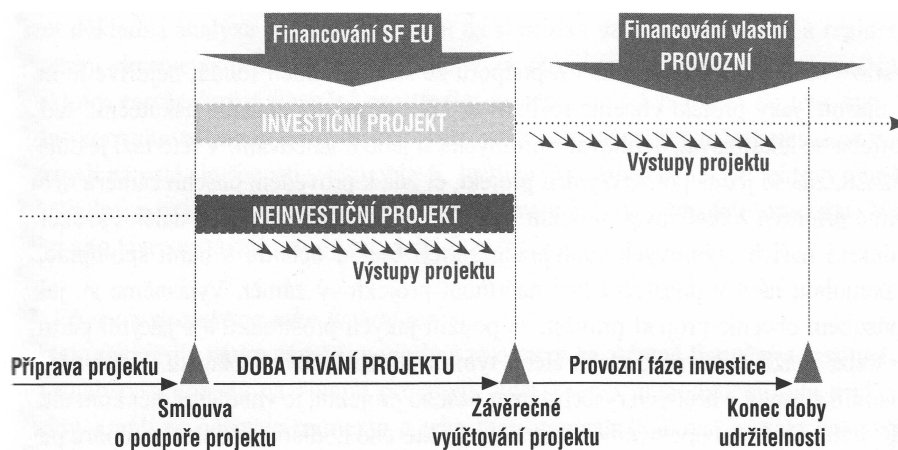 Financování SF EU
Financování vlastní
PROVOZNÍ
INVESTIČNÍ PROJEKT
Výstupy projektu
NEINVESTIČNÍ PROJEKT
Výstupy projektu
Příprava projektu
DOBA TRVÁNÍ PROJEKTU
Provozní fáze investice
Smlouva
o podpoře projektu
Závěrečné
vyúčtování projektu
Konec doby
udržitelnosti